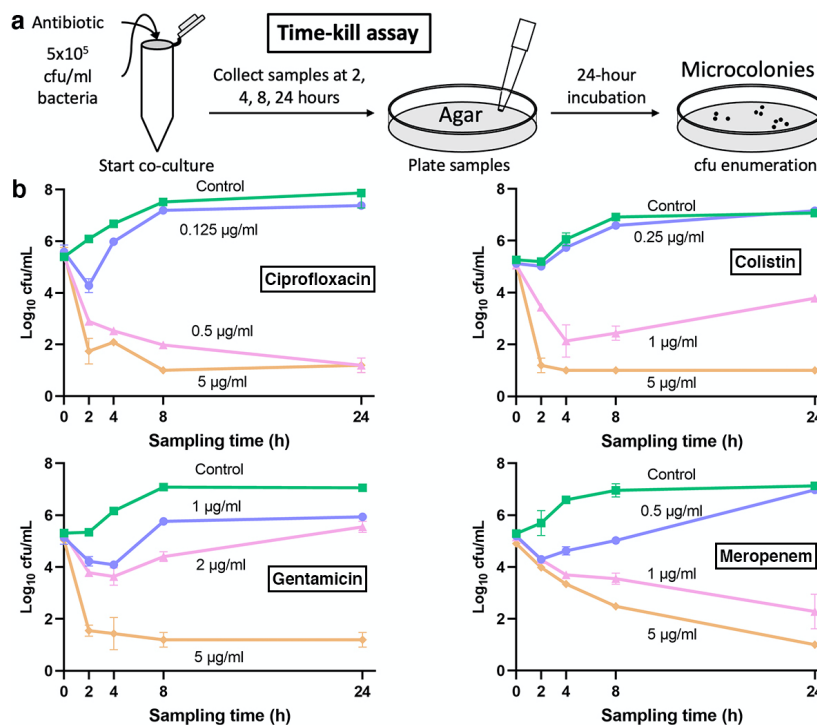 a
Antibiotic
5x10⁵
cfu/ml
bacteria
Start co-culture
Time-kill assay
Collect samples at 2,
4, 8, 24 hours
Agar
Plate samples
24-hour
incubation
Microcolonies
cfu enumeration
b
Log₁₀ cfu/mL
8
6
4
2
0
Control
0.125 µg/ml
Ciprofloxacin
0.5 µg/ml
5 µg/ml
0 2 4 8 24
Sampling time (h)
Log₁₀ cfu/mL
8
6
4
2
0
Control
0.25 µg/ml
Colistin
1 µg/ml
5 µg/ml
0 2 4 8 24
Sampling time (h)
Log₁₀ cfu/mL
8
6
4
2
0
Control
1 µg/ml
2 µg/ml
Gentamicin
5 µg/ml
0 2 4 8 24
Sampling time (h)
Log₁₀ cfu/mL
8
6
4
2
0
Control
0.5 µg/ml
Meropenem
1 µg/ml
5 µg/ml
0 2 4 8 24
Sampling time (h)